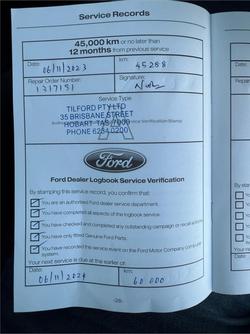 Service Records
45,000 km or no later than
12 months from previous service
Date: km:
06/11/2023 45288
Repair Order Number: Signature:
1217151
Service Type
TILFORD PTY LTD
35 BRISBANE STREET
HOBART TAS 7000
PHONE 6234 0200
Ford
Ford Dealer Logbook Service Verification
By stamping this service record, you confirm that:
You are an authorised Ford dealer service department.
You have completed all aspects of the logbook service.
You have checked and completed any outstanding campaign or recall
You have only fitted Genuine Ford Parts.
You have recorded the service event on the Ford Motor Company
Your next service is due at the earlier of:
Date: km:
06/11/2024 60 000
-28-